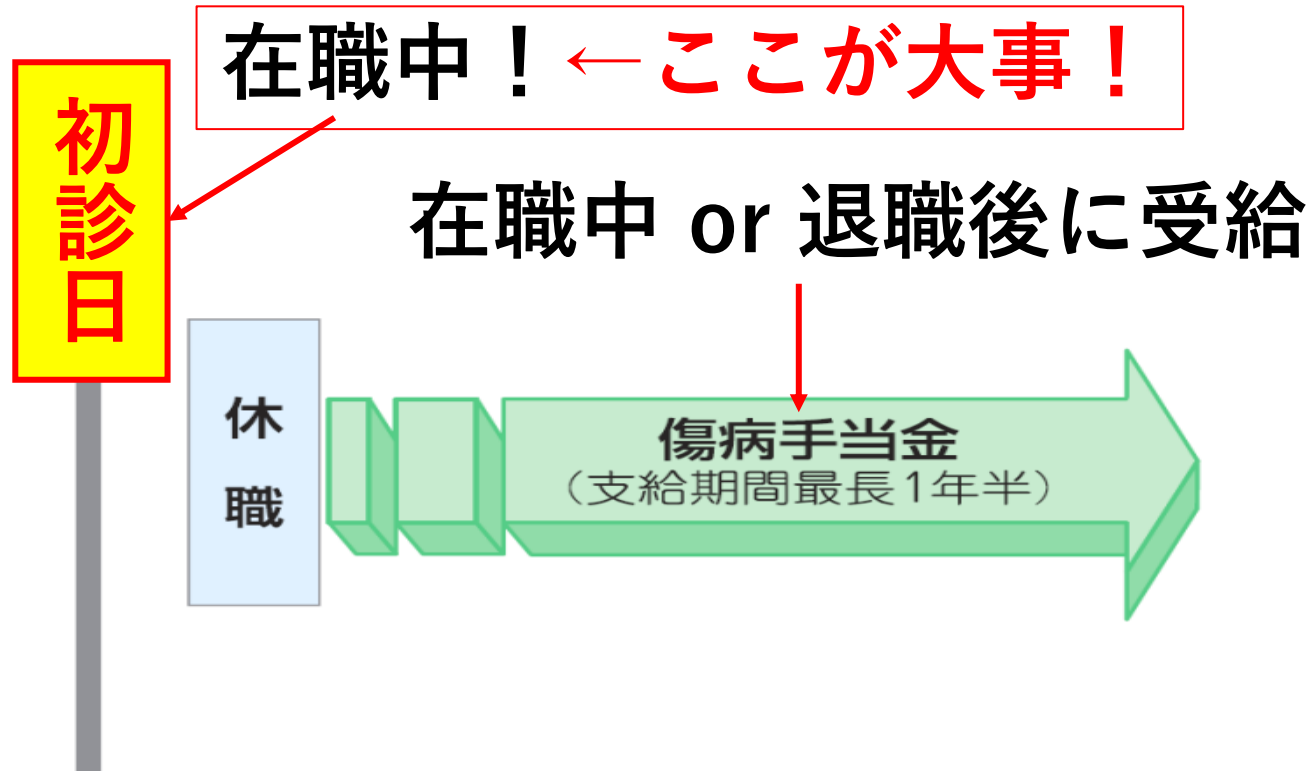 在職中！←ここが大事！
初診日
在職中 or 退職後に受給
休職
傷病手当金
（支給期間最長1年半）